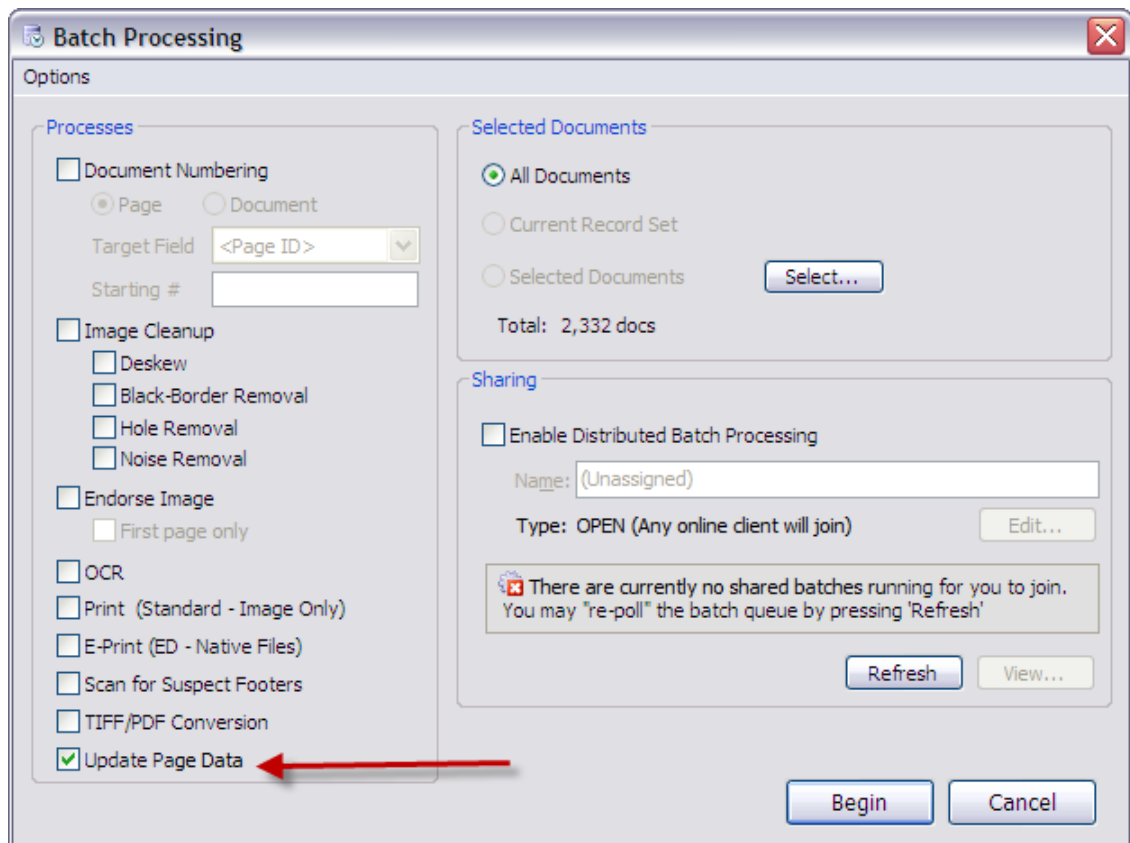 Batch Processing
Options
Processes
Document Numbering
Page Document
Target Field <Page ID>
Starting #
Image Cleanup
Deskew
Black-Border Removal
Hole Removal
Noise Removal
Endorse Image
First page only
OCR
Print (Standard - Image Only)
E-Print (ED - Native Files)
Scan for Suspect Footers
TIFF/PDF Conversion
Update Page Data
Selected Documents
All Documents
Current Record Set
Selected Documents Select...
Total: 2,332 docs
Sharing
Enable Distributed Batch Processing
Name: (Unassigned)
Type: OPEN (Any online client will join) Edit...
There are currently no shared batches running for you to join.
You may "re-poll" the batch queue by pressing 'Refresh'
Refresh View...
Begin Cancel